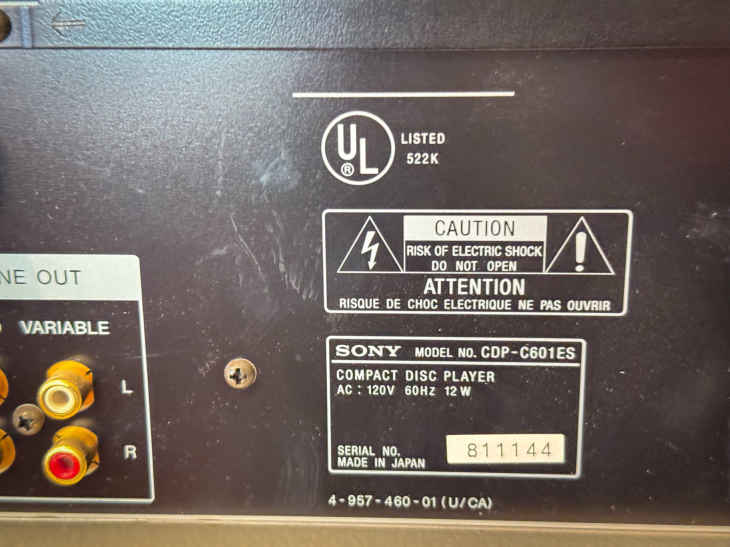 UL
®
LISTED
522K
CAUTION
RISK OF ELECTRIC SHOCK
DO NOT OPEN
ATTENTION
RISQUE DE CHOC ELECTRIQUE NE PAS OUVRIR
NE OUT
VARIABLE
L
R
SONY MODEL NO. CDP-C601ES
COMPACT DISC PLAYER
AC : 120V 60Hz 12W
SERIAL NO. 811144
MADE IN JAPAN
4-957-460-01 (U/CA)